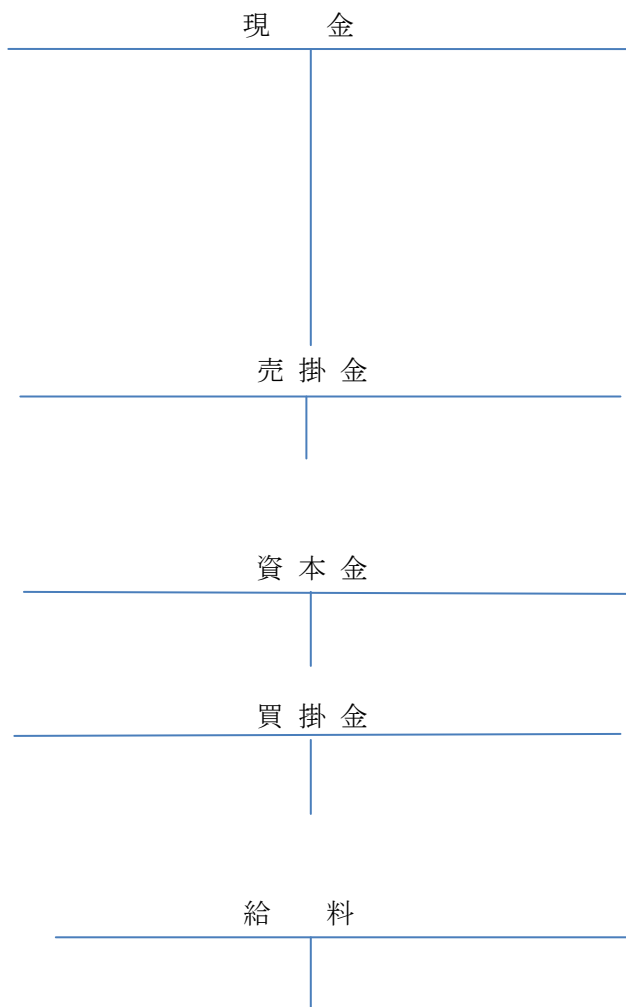 現　金
売 掛 金
資 本 金
買 掛 金
給　料